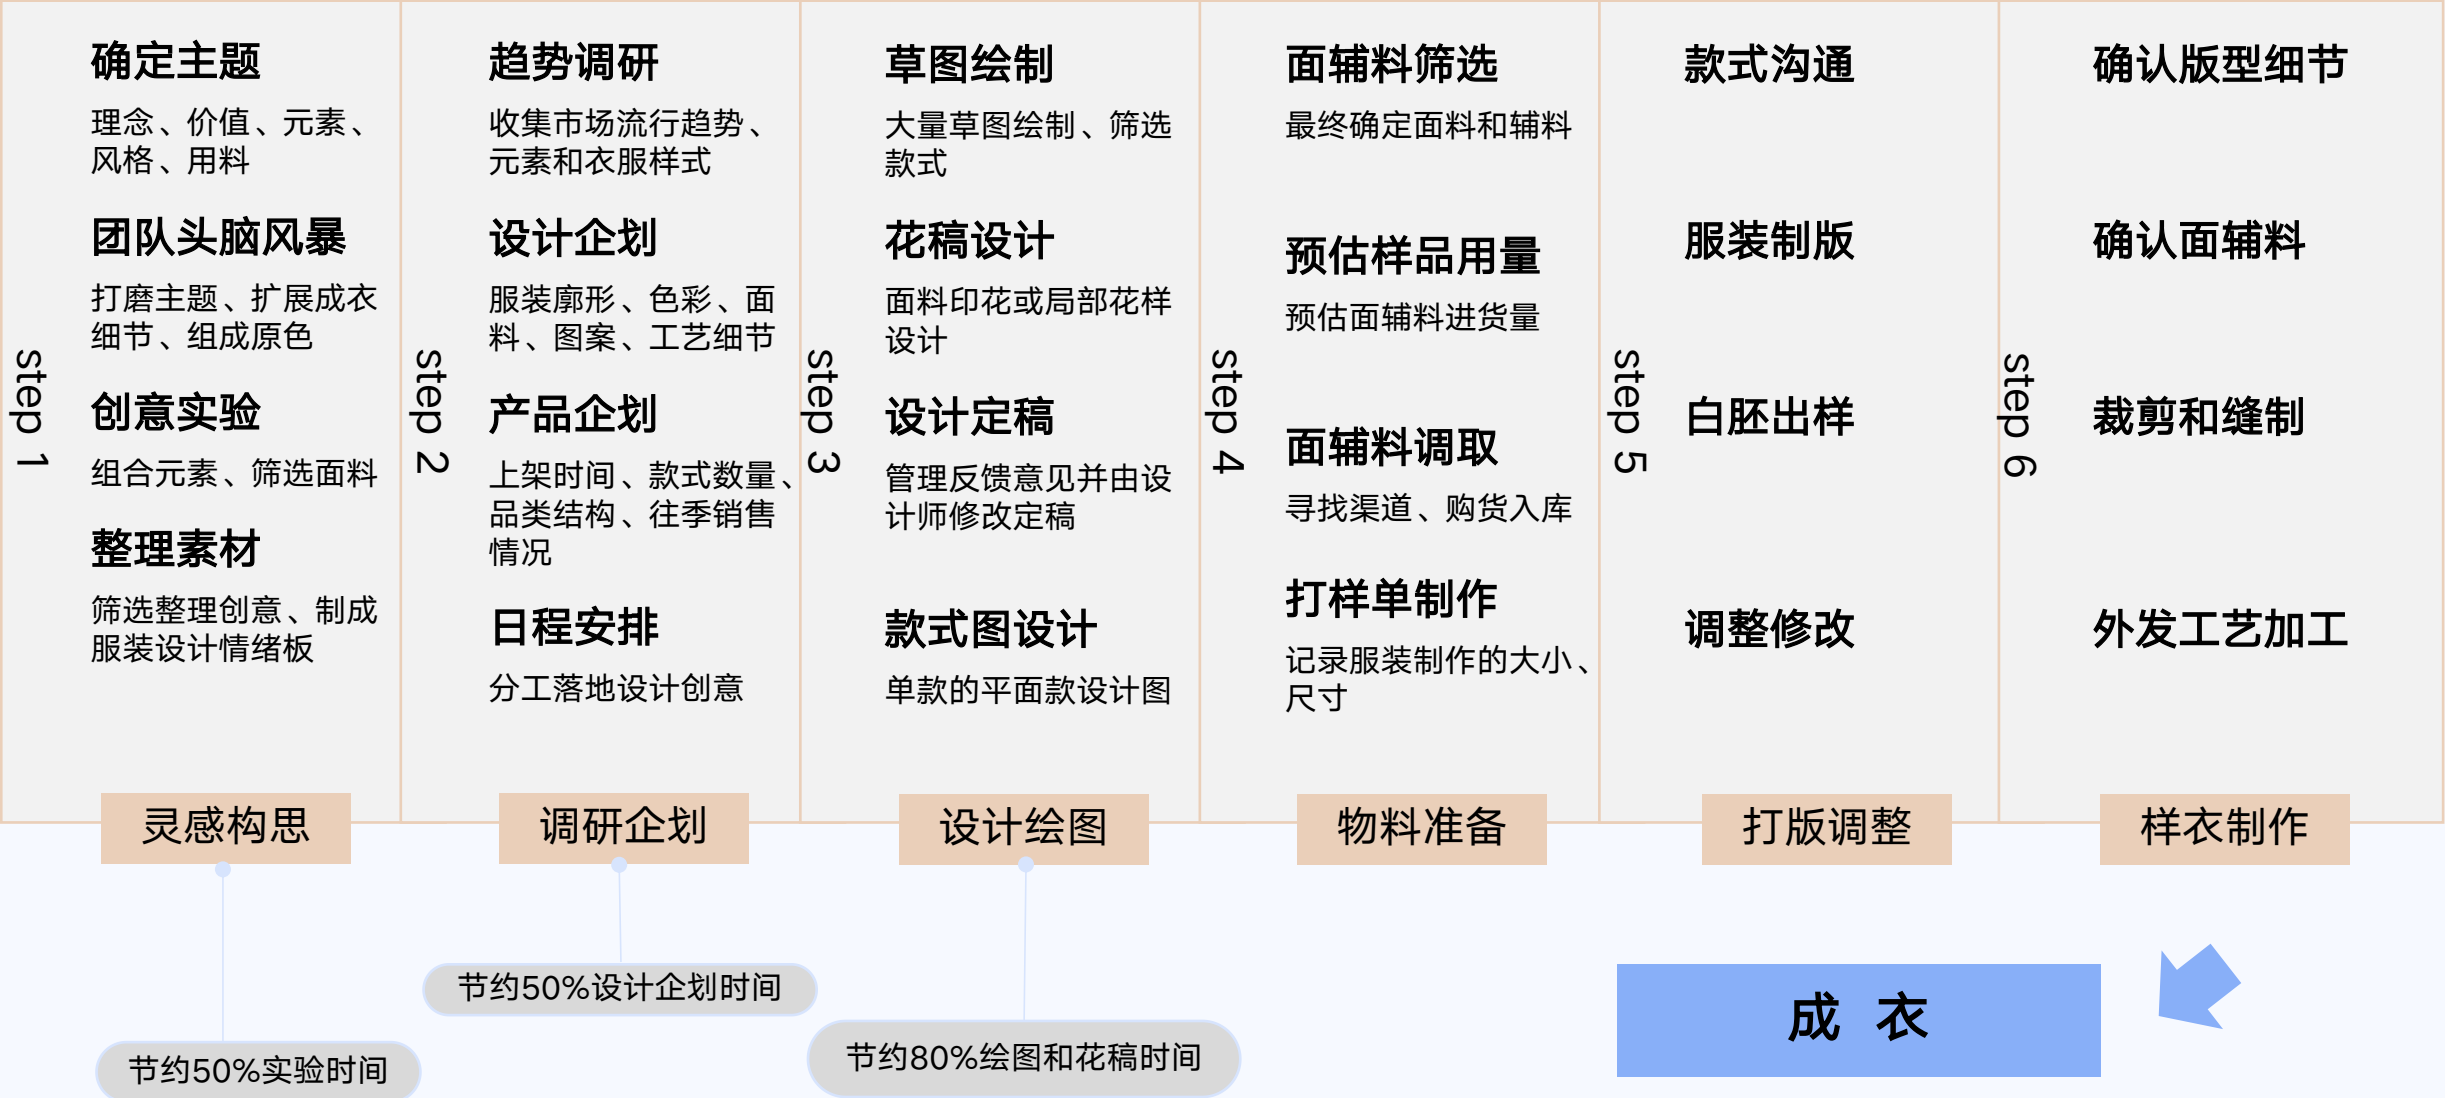 step 1
确定主题
理念、价值、元素、
风格、用料
团队头脑风暴
打磨主题、扩展成衣
细节、组成原色
创意实验
组合元素、筛选面料
整理素材
筛选整理创意、制成
服装设计情绪板
灵感构思
节约50%实验时间
step 2
趋势调研
收集市场流行趋势、
元素和衣服样式
设计企划
服装廓形、色彩、面
料、图案、工艺细节
产品企划
上架时间、款式数量、
品类结构、往季销售
情况
日程安排
分工落地设计创意
调研企划
节约50%设计企划时间
step 3
草图绘制
大量草图绘制、筛选
款式
花稿设计
面料印花或局部花样
设计
设计定稿
管理反馈意见并由设
计师修改定稿
款式图设计
单款的平面款设计图
设计绘图
节约80%绘图和花稿时间
step 4
面辅料筛选
最终确定面料和辅料
预估样品用量
预估面辅料进货量
面辅料调取
寻找渠道、购货入库
打样单制作
记录服装制作的大小、
尺寸
物料准备
step 5
款式沟通
服装制版
白胚出样
调整修改
打版调整
step 6
确认版型细节
确认面辅料
裁剪和缝制
外发工艺加工
样衣制作
成 衣